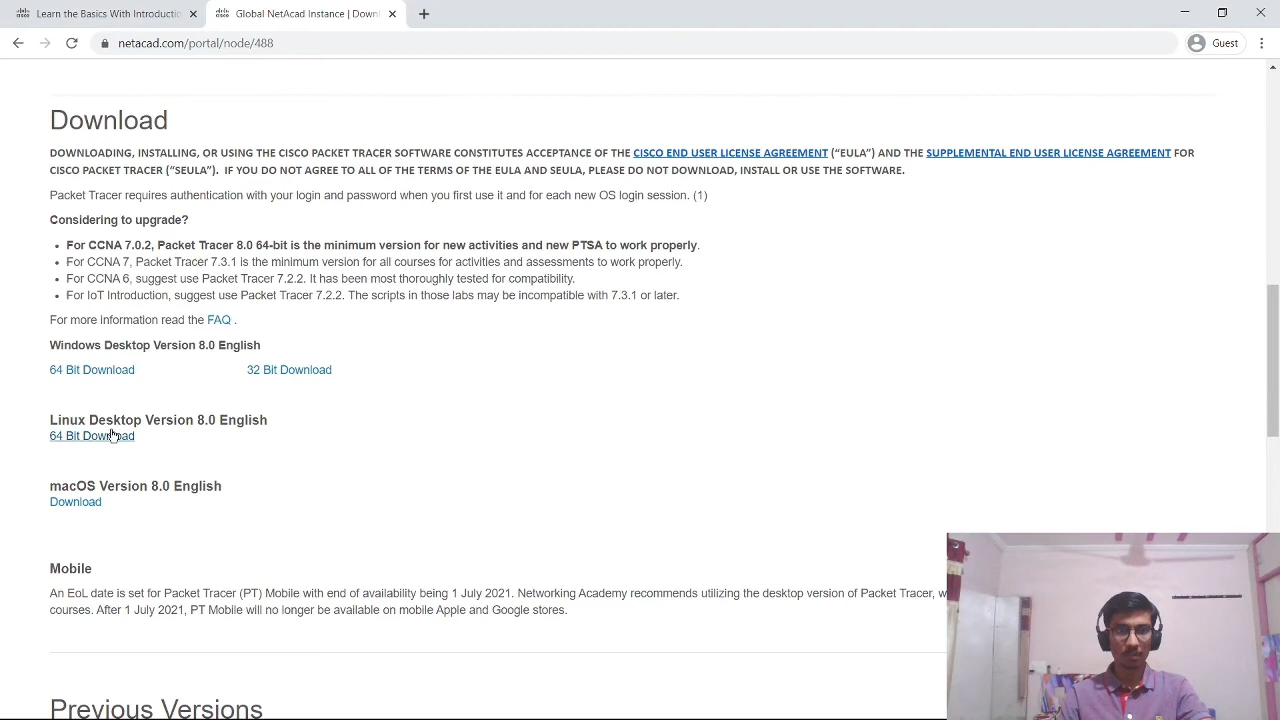 Learn the Basics With Introductio
Global NetAcad Instance | Downl
netacad.com/portal/node/488
Guest
Download
DOWNLOADING, INSTALLING, OR USING THE CISCO PACKET TRACER SOFTWARE CONSTITUTES ACCEPTANCE OF THE CISCO END USER LICENSE AGREEMENT (“EULA”) AND THE SUPPLEMENTAL END USER LICENSE AGREEMENT FOR
CISCO PACKET TRACER (“SEULA”). IF YOU DO NOT AGREE TO ALL OF THE TERMS OF THE EULA AND SEULA, PLEASE DO NOT DOWNLOAD, INSTALL OR USE THE SOFTWARE.
Packet Tracer requires authentication with your login and password when you first use it and for each new OS login session. (1)
Considering to upgrade?
• For CCNA 7.0.2, Packet Tracer 8.0 64-bit is the minimum version for new activities and new PTSA to work properly.
• For CCNA 7, Packet Tracer 7.3.1 is the minimum version for all courses for activities and assessments to work properly.
• For CCNA 6, suggest use Packet Tracer 7.2.2. It has been most thoroughly tested for compatibility.
• For IoT Introduction, suggest use Packet Tracer 7.2.2. The scripts in those labs may be incompatible with 7.3.1 or later.
For more information read the FAQ .
Windows Desktop Version 8.0 English
64 Bit Download 32 Bit Download
Linux Desktop Version 8.0 English
64 Bit Download
macOS Version 8.0 English
Download
Mobile
An EoL date is set for Packet Tracer (PT) Mobile with end of availability being 1 July 2021. Networking Academy recommends utilizing the desktop version of Packet Tracer, w
courses. After 1 July 2021, PT Mobile will no longer be available on mobile Apple and Google stores.
Previous Versions